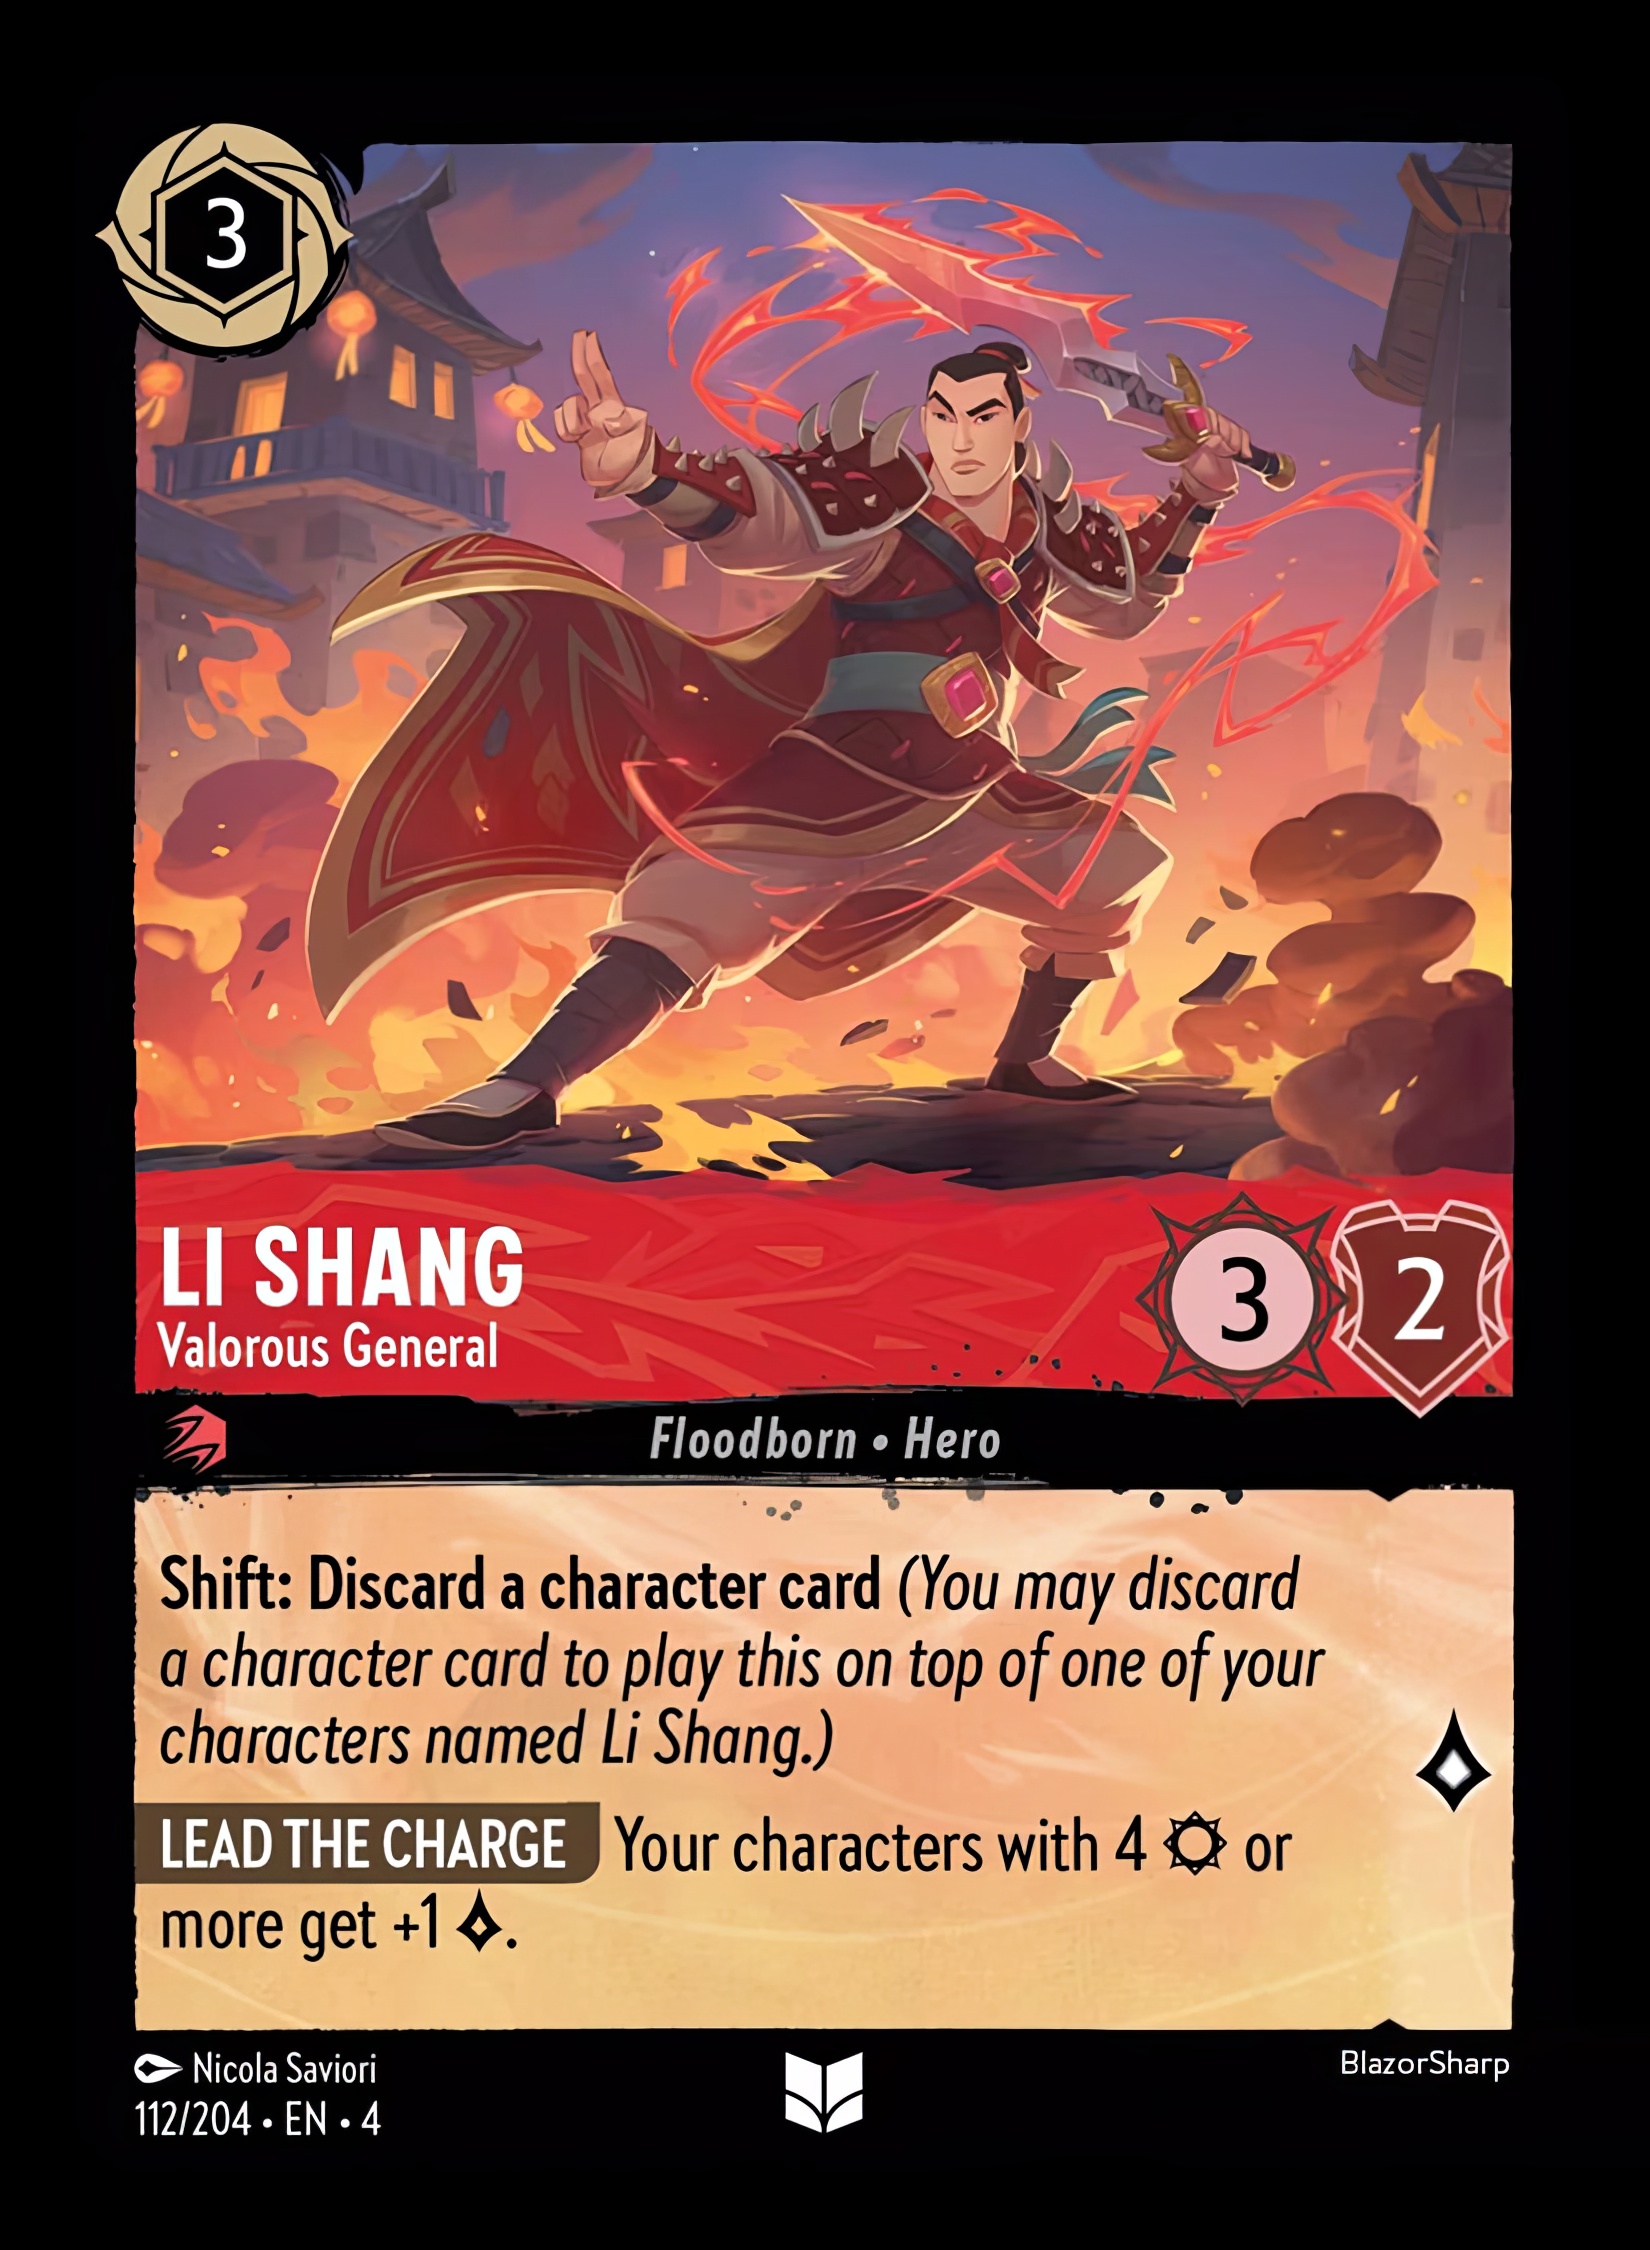 3
LI SHANG
Valorous General
3
2
Floodborn • Hero
Shift: Discard a character card (You may discard
a character card to play this on top of one of your
characters named Li Shang.)
LEAD THE CHARGE Your characters with 4 or
more get +1 .
Nicola Saviori
BlazorSharp
112/204 • EN • 4